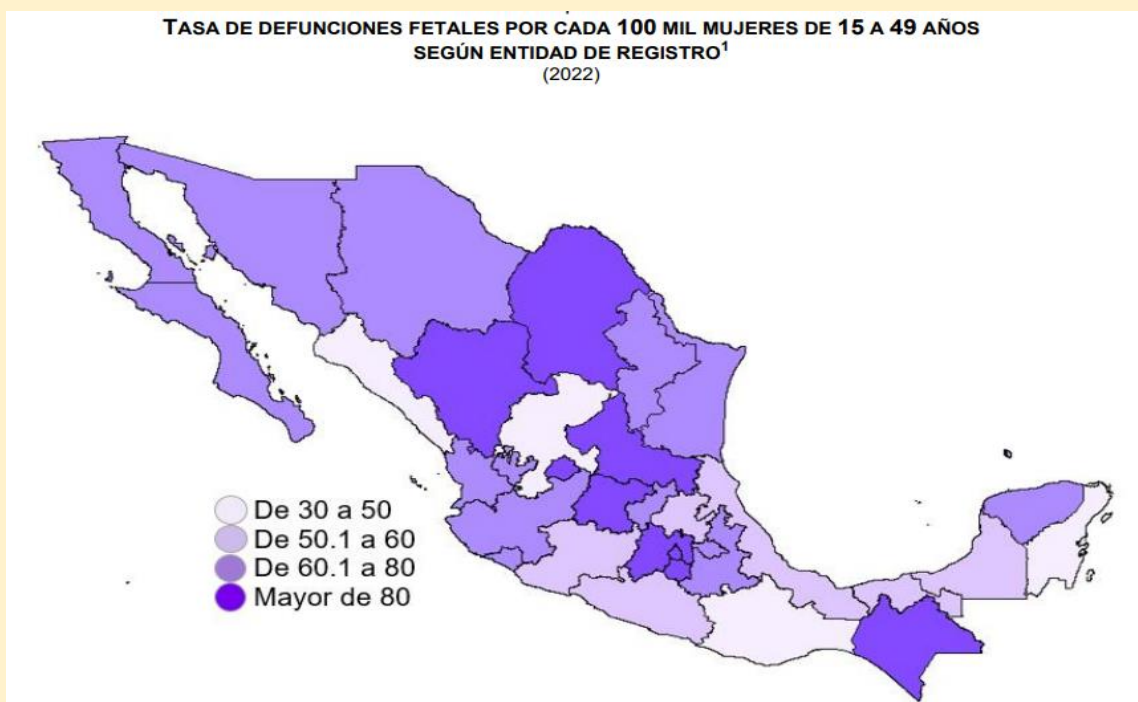 TASA DE DEFUNCIONES FETALES POR CADA 100 MIL MUJERES DE 15 A 49 AÑOS
SEGÚN ENTIDAD DE REGISTRO¹
(2022)
De 30 a 50
De 50.1 a 60
De 60.1 a 80
Mayor de 80